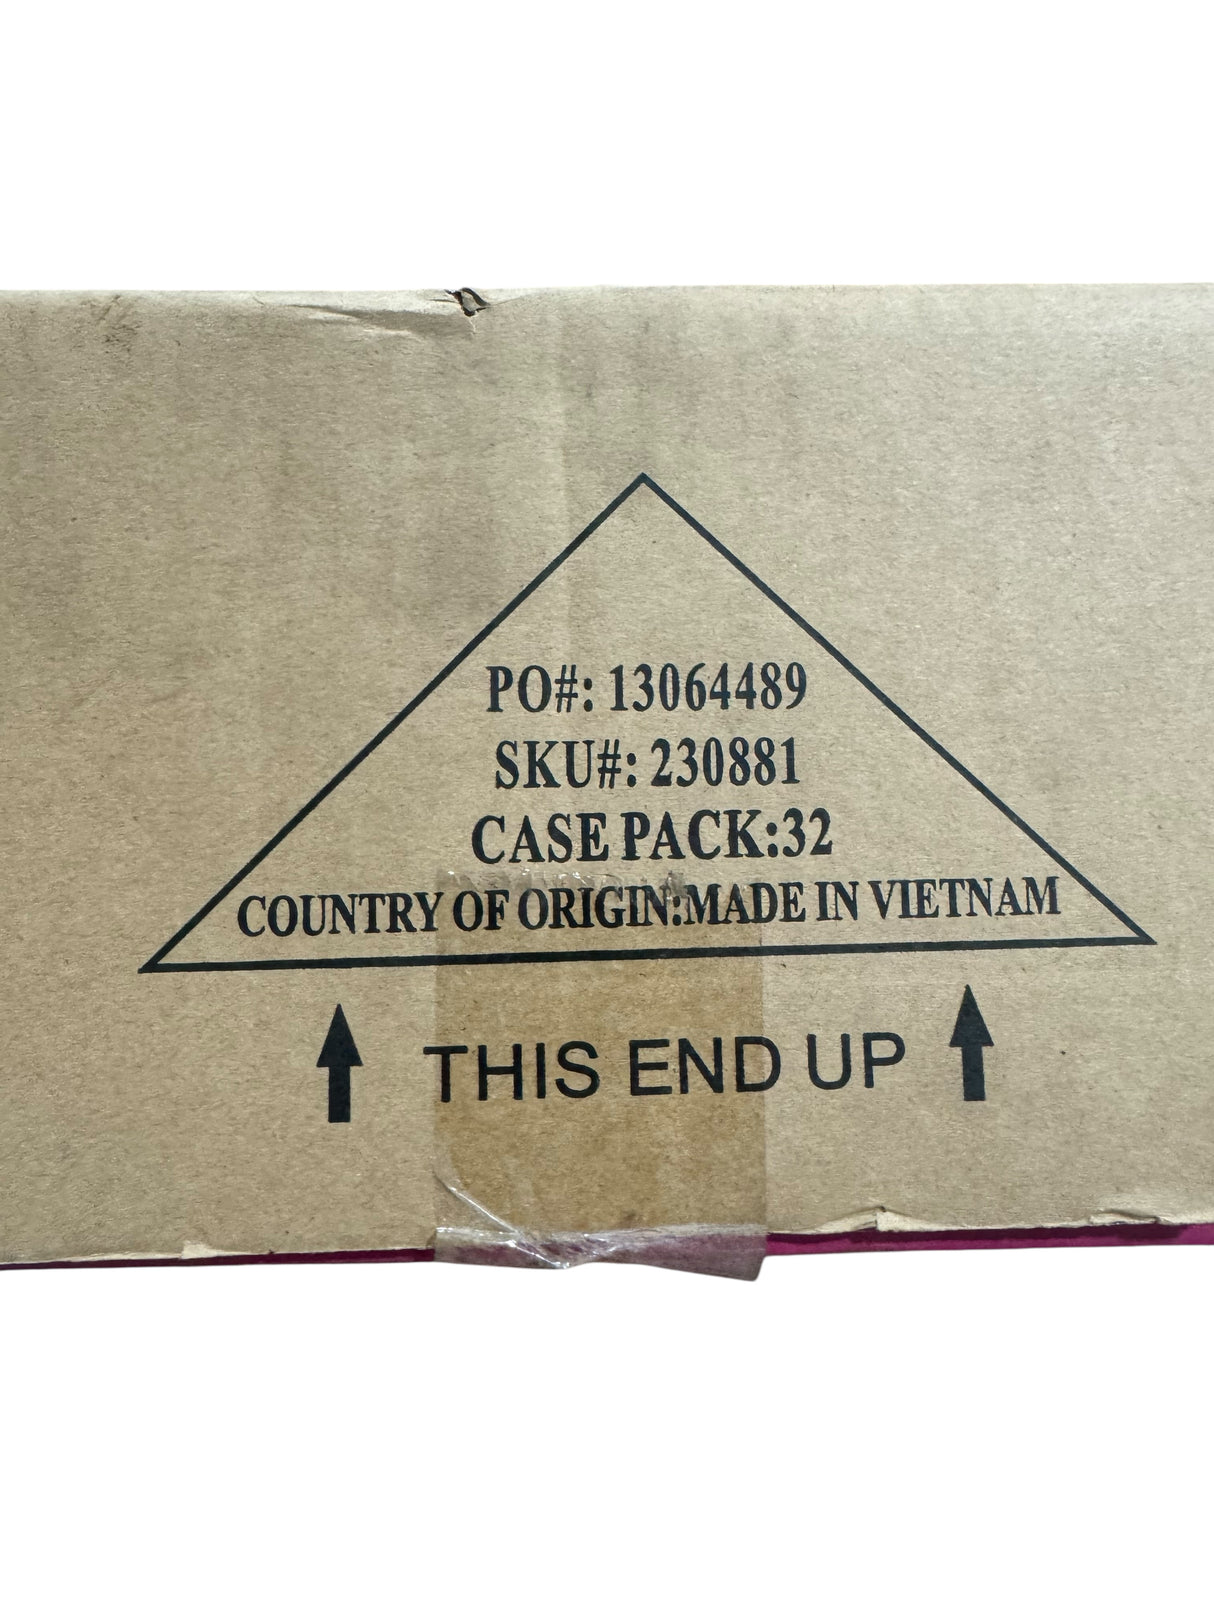 PO#: 13064489
SKU#: 230881
CASE PACK:32
COUNTRY OF ORIGIN:MADE IN VIETNAM
THIS END UP